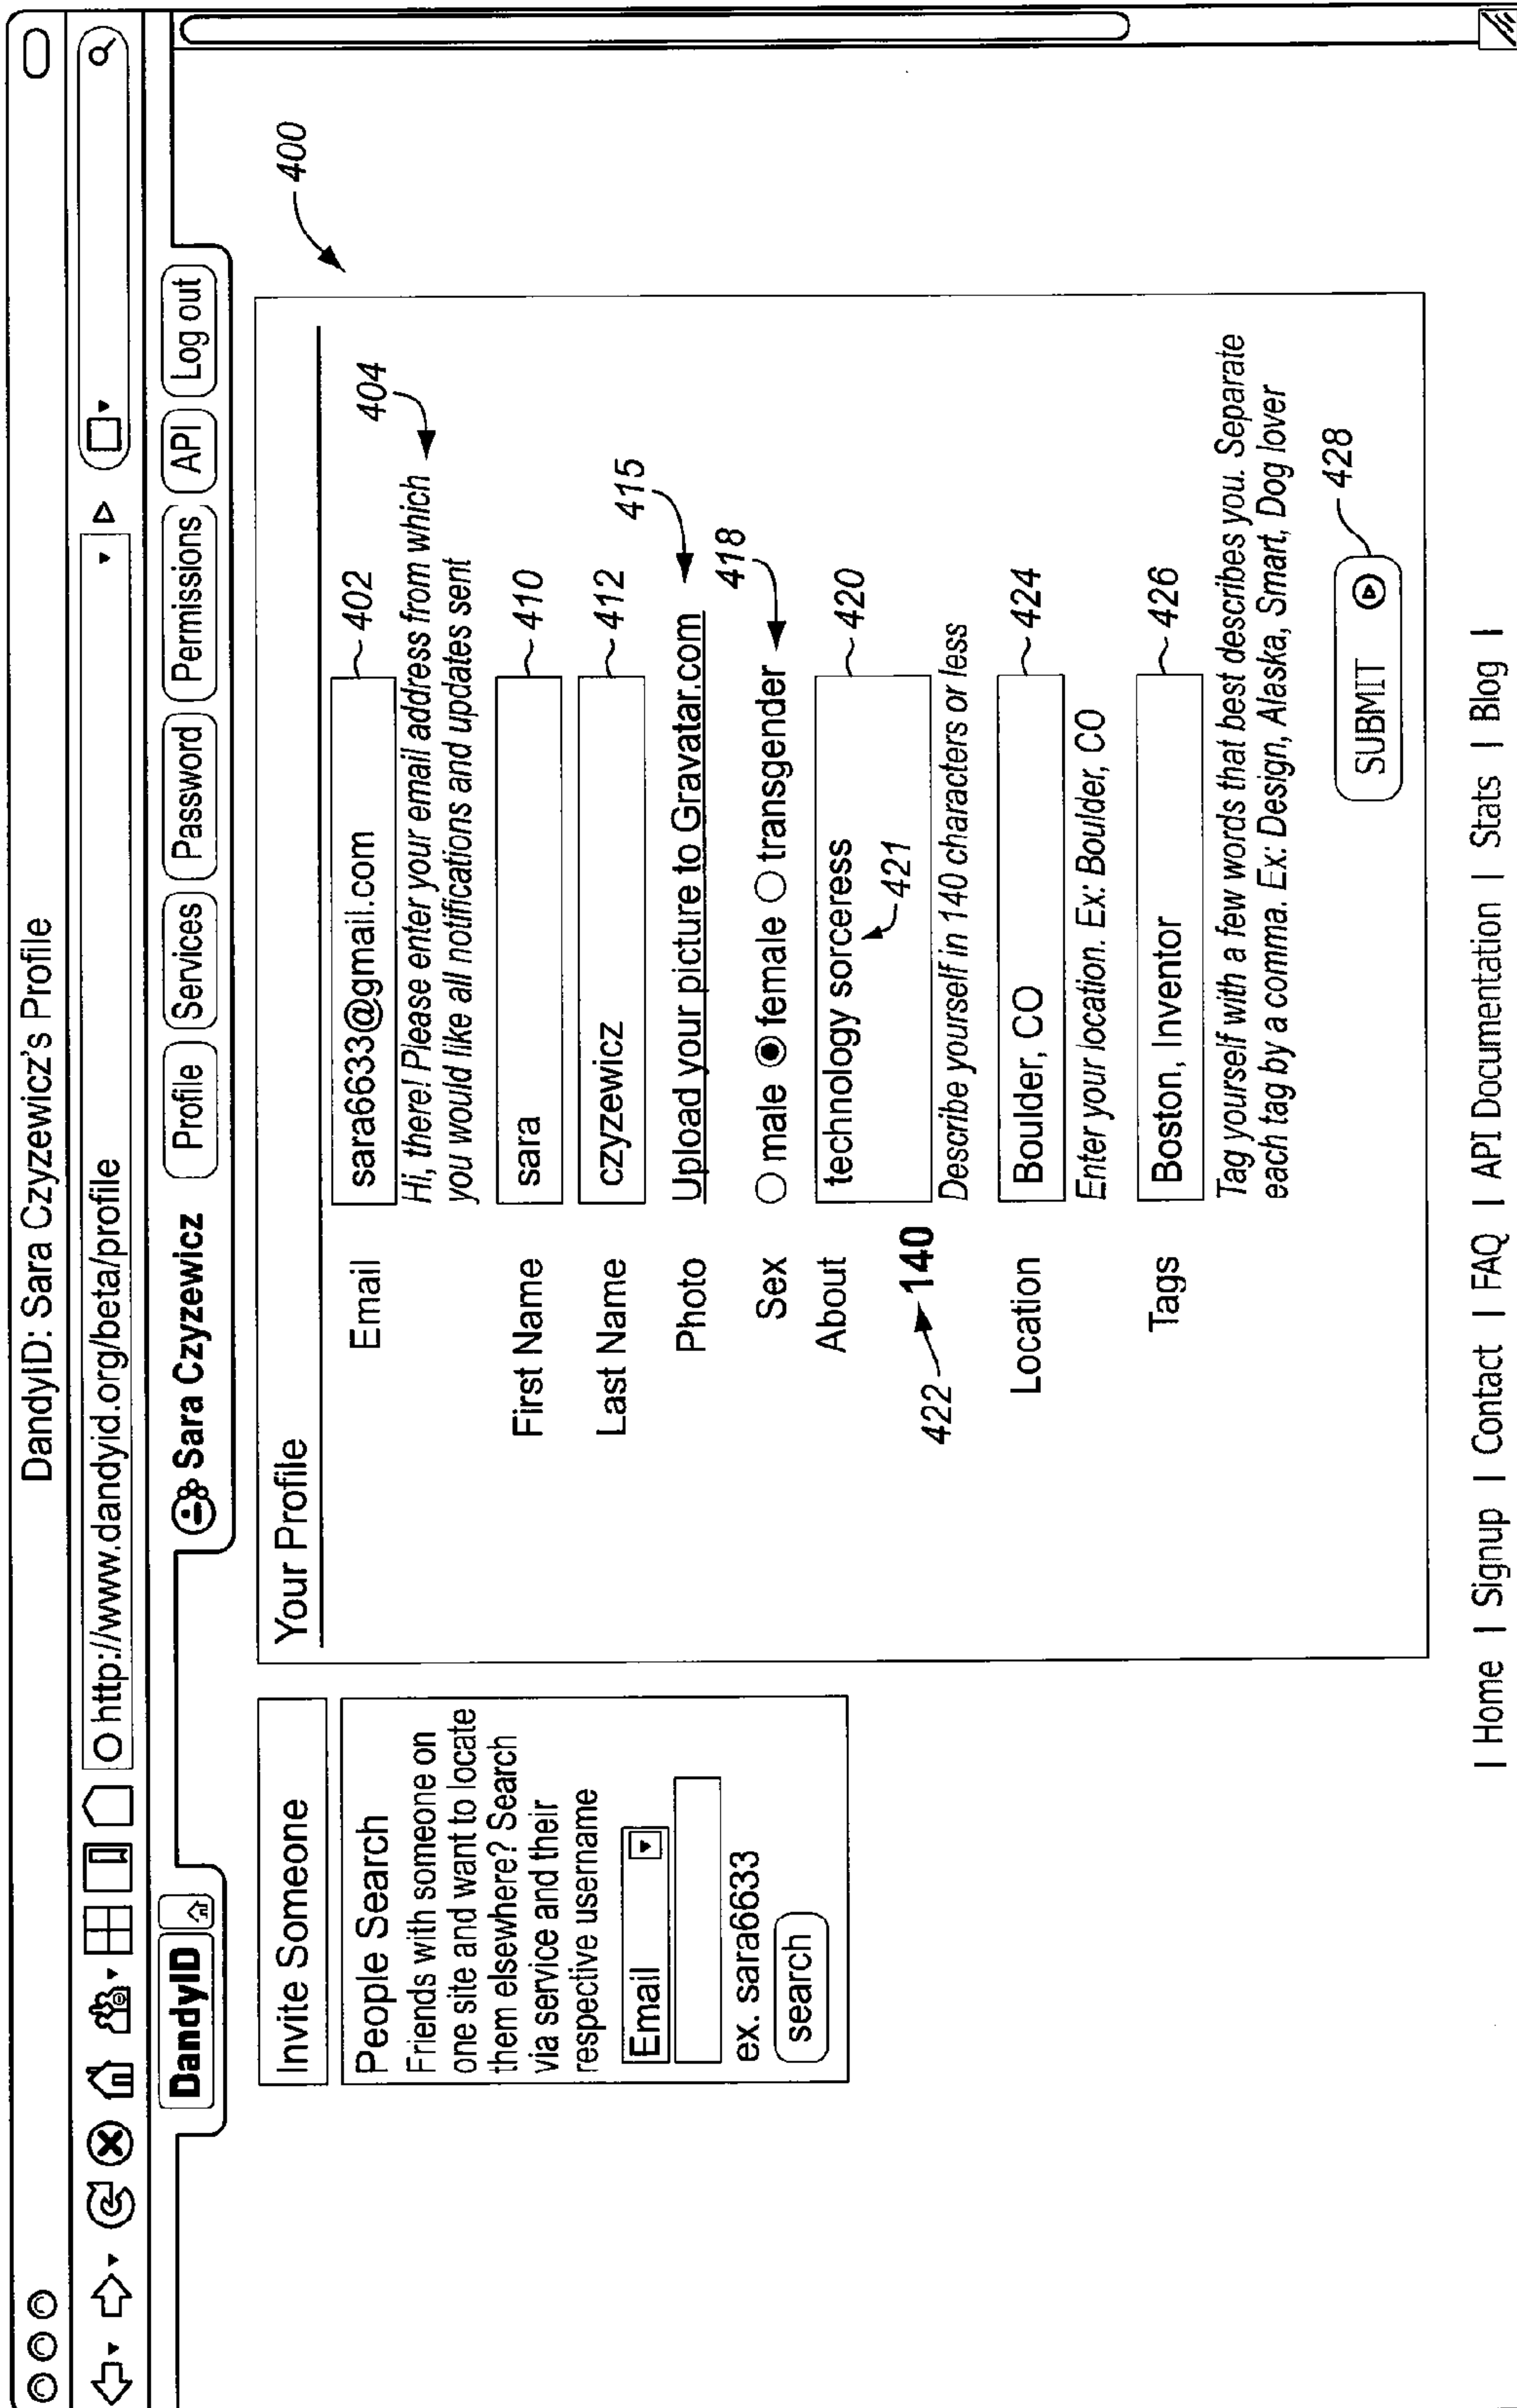 DandyID: Sara Czyzewicz's Profile
http://www.dandyid.org/beta/profile
DandyID
Sara Czyzewicz
Profile
Services
Password
Permissions
API
Log out
Invite Someone
People Search
Friends with someone on
one site and want to locate
them elsewhere? Search
via service and their
respective username
Email
ex. sara6633
search
400
Your Profile
Email sara6633@gmail.com 402
Hi, there! Please enter your email address from which 404
you would like all notifications and updates sent
First Name sara 410
Last Name czyzewicz 412
Photo Upload your picture to Gravatar.com 415
Sex male female transgender 418
About technology sorceress 420
421
422 140
Describe yourself in 140 characters or less
Location Boulder, CO 424
Enter your location. Ex: Boulder, CO
Tags Boston, Inventor 426
Tag yourself with a few words that best describes you. Separate
each tag by a comma. Ex: Design, Alaska, Smart, Dog lover
SUBMIT 428
| Home | Signup | Contact | FAQ | API Documentation | Stats | Blog |